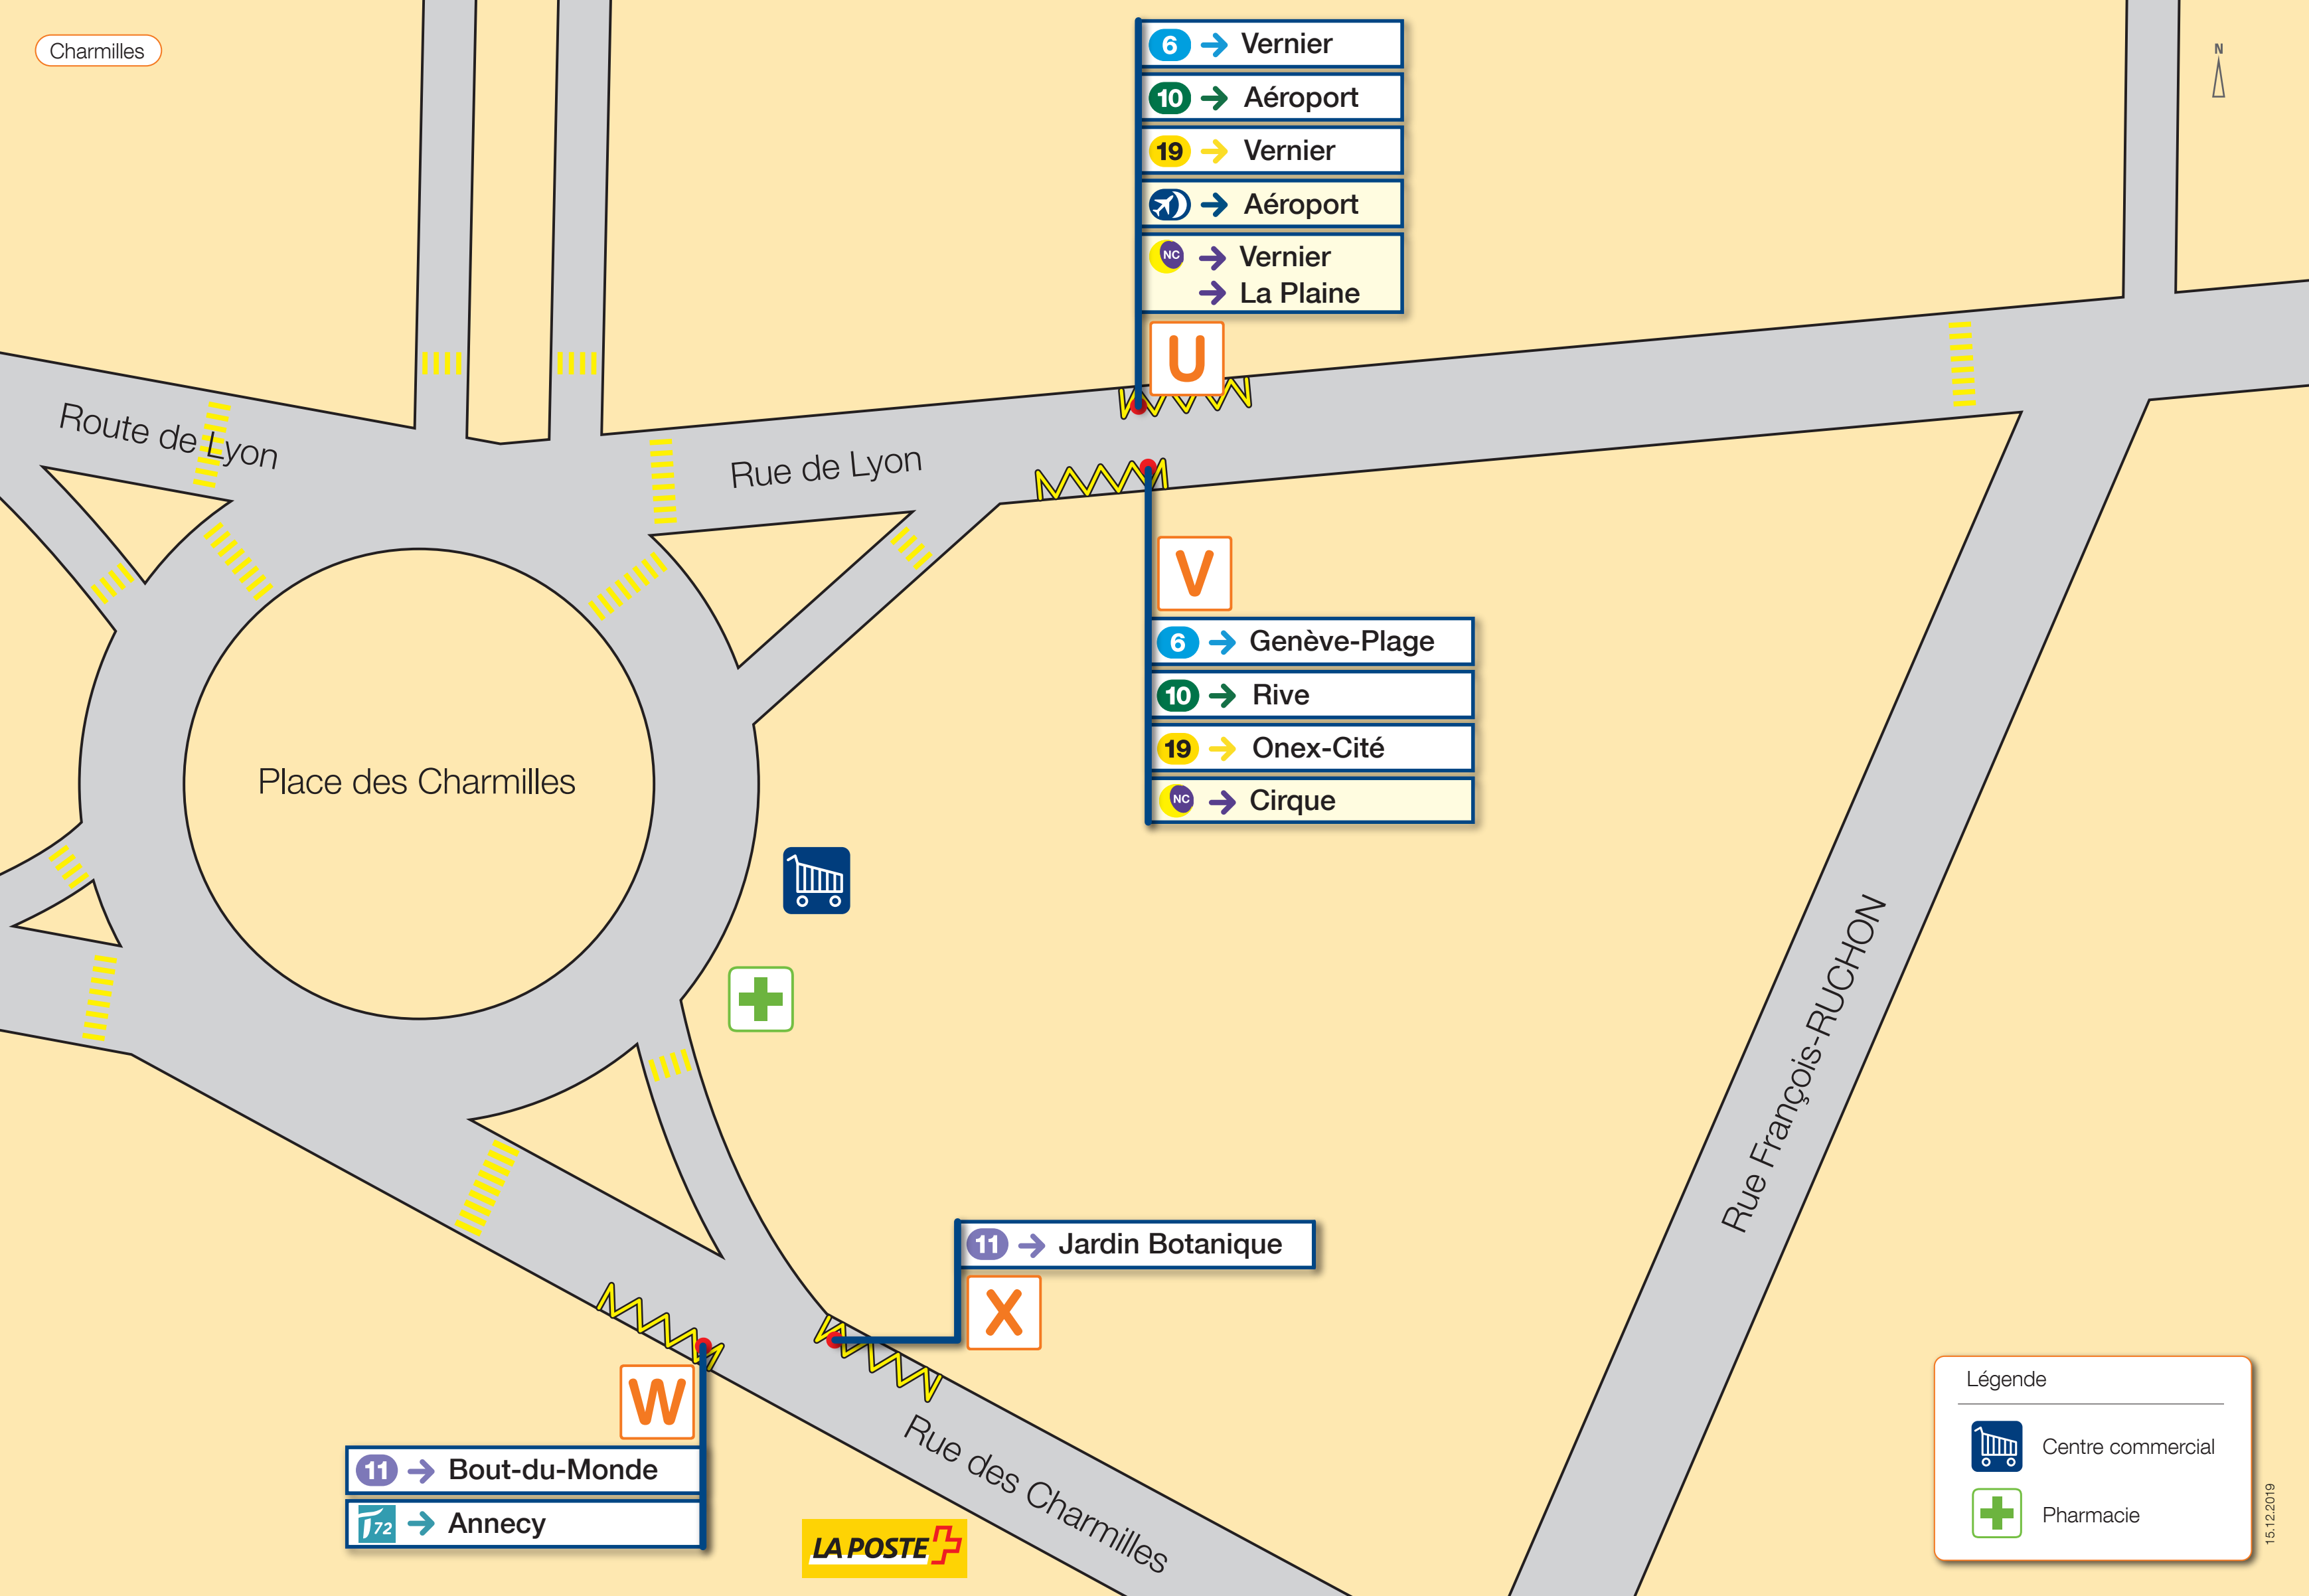 Charmilles
N
6 → Vernier
10 → Aéroport
19 → Vernier
→ Aéroport
NC → Vernier
→ La Plaine
U
Route de Lyon
Rue de Lyon
V
6 → Genève-Plage
10 → Rive
19 → Onex-Cité
NC → Cirque
Place des Charmilles
Rue François-RUCHON
11 → Jardin Botanique
X
W
11 → Bout-du-Monde
T72 → Annecy
Rue des Charmilles
LA POSTE
Légende
Centre commercial
Pharmacie
15.12.2019